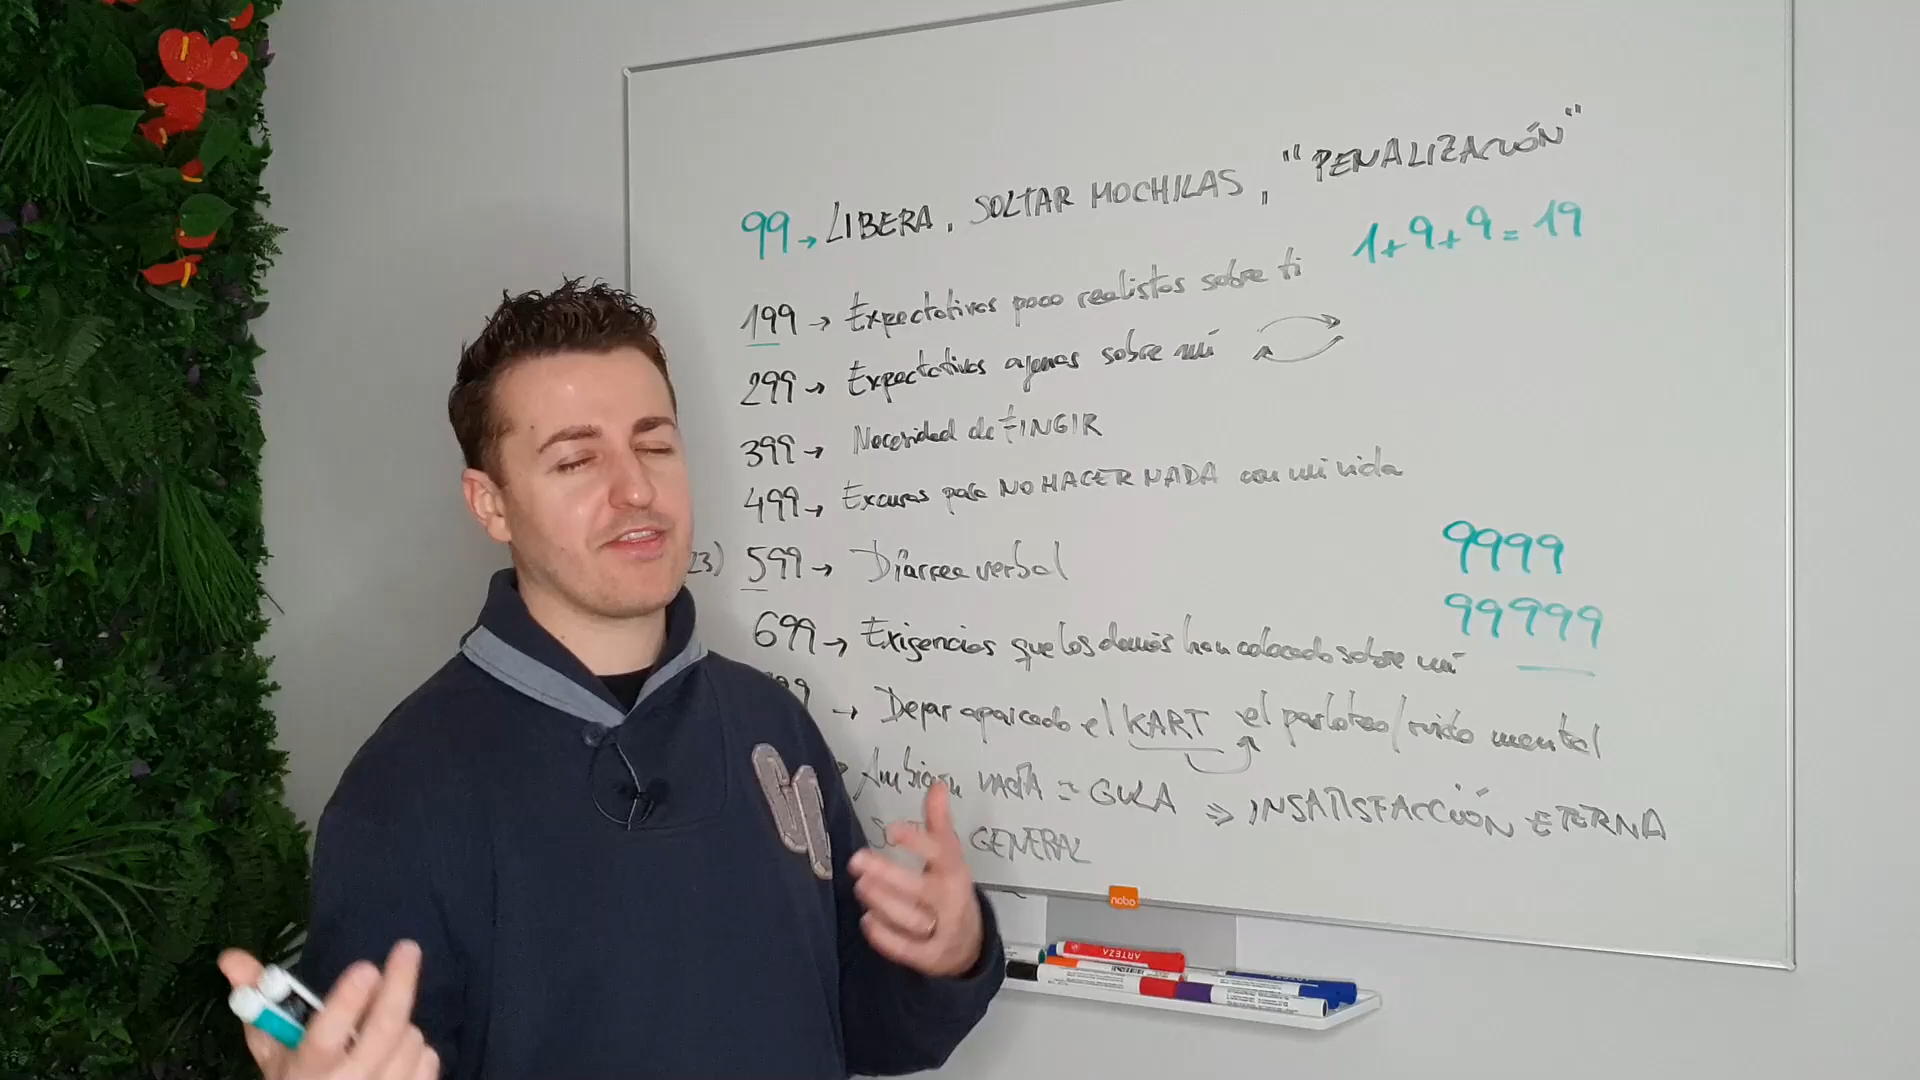 99 → LIBERA, SOLTAR MOCHILAS, "PENALIZACIÓN"
1+9+9=19
199 → Expectativas poco realistas sobre ti
299 → Expectativas ajenas sobre mí
399 → Necesidad de FINGIR
499 → Excusas para NO HACER NADA con mi vida
23) 599 → Diarrea verbal
9999
99999
699 → Exigencias que los demás han colocado sobre mí
99 → Dejar aparcado el KART el parloteo/ruido mental
Ambición VACÍA = GULA => INSATISFACCIÓN ETERNA
GENERAL
nobo
ARTEZA